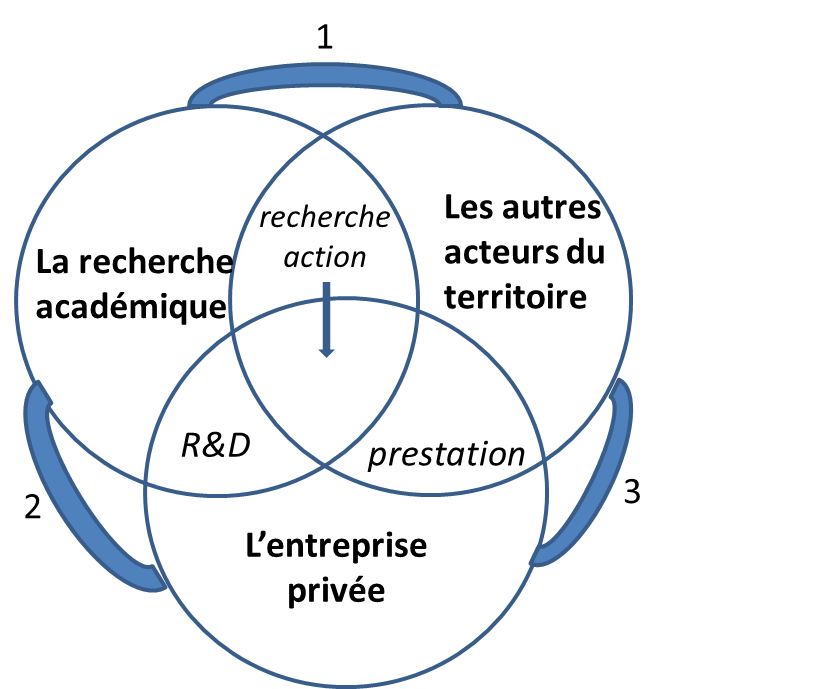 1
recherche
action
Les autres
acteurs du
territoire
La recherche
académique
R&D
prestation
2
3
L’entreprise
privée